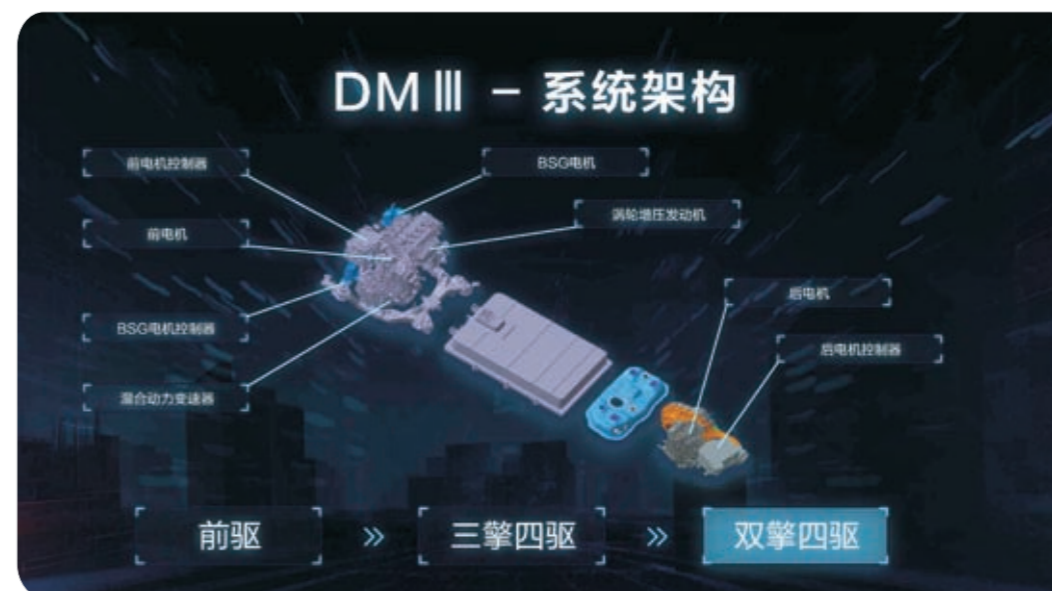 DMⅢ - 系统架构
前电机控制器
BSG电机
涡轮增压发动机
前电机
后电机
BSG电机控制器
后电机控制器
混合动力变速器
前驱 » 三擎四驱 » 双擎四驱